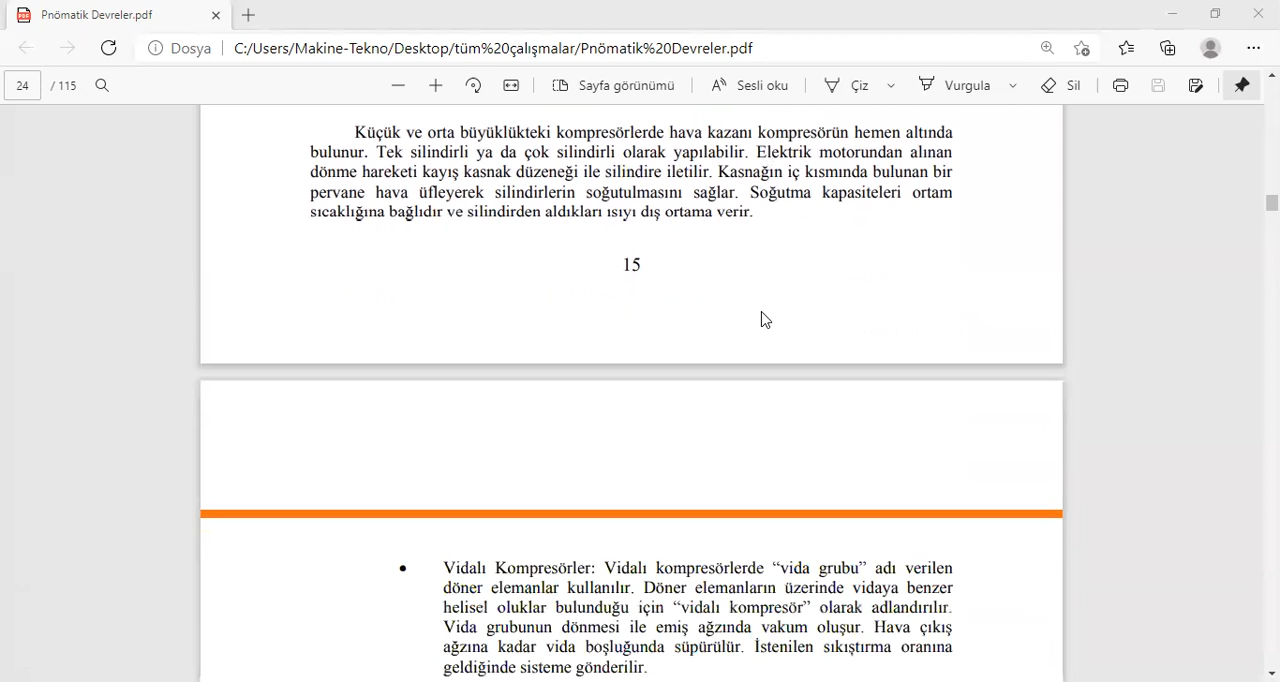 Pnömatik Devreler.pdf
Dosya C:/Users/Makine-Tekno/Desktop/tüm%20çalışmalar/Pnömatik%20Devreler.pdf
24 / 115 Sayfa görünümü Sesli oku Çiz Vurgula Sil
Küçük ve orta büyüklükteki kompresörlerde hava kazanı kompresörün hemen altında
bulunur. Tek silindirli ya da çok silindirli olarak yapılabilir. Elektrik motorundan alınan
dönme hareketi kayış kasnak düzeneği ile silindire iletilir. Kasnağın iç kısmında bulunan bir
pervane hava üfleyerek silindirlerin soğutulmasını sağlar. Soğutma kapasiteleri ortam
sıcaklığına bağlıdır ve silindirden aldıkları ısıyı dış ortama verir.
15
• Vidalı Kompresörler: Vidalı kompresörlerde “vida grubu” adı verilen
döner elemanlar kullanılır. Döner elemanların üzerinde vidaya benzer
helisel oluklar bulunduğu için “vidalı kompresör” olarak adlandırılır.
Vida grubunun dönmesi ile emiş ağzında vakum oluşur. Hava çıkış
ağzına kadar vida boşluğunda süpürülür. İstenilen sıkıştırma oranına
geldiğinde sisteme gönderilir.